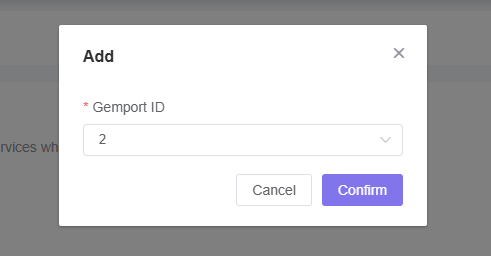 Add
* Gemport ID
2
rvices wh
Cancel
Confirm